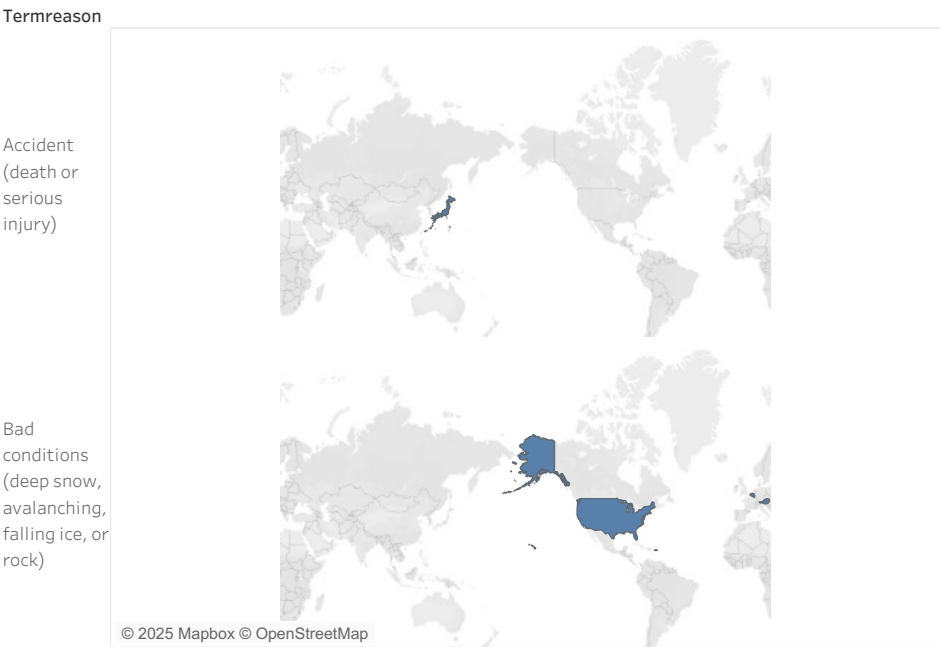 Termreason
Accident
(death or
serious
injury)
Bad
conditions
(deep snow,
avalanching,
falling ice, or
rock)
© 2025 Mapbox © OpenStreetMap